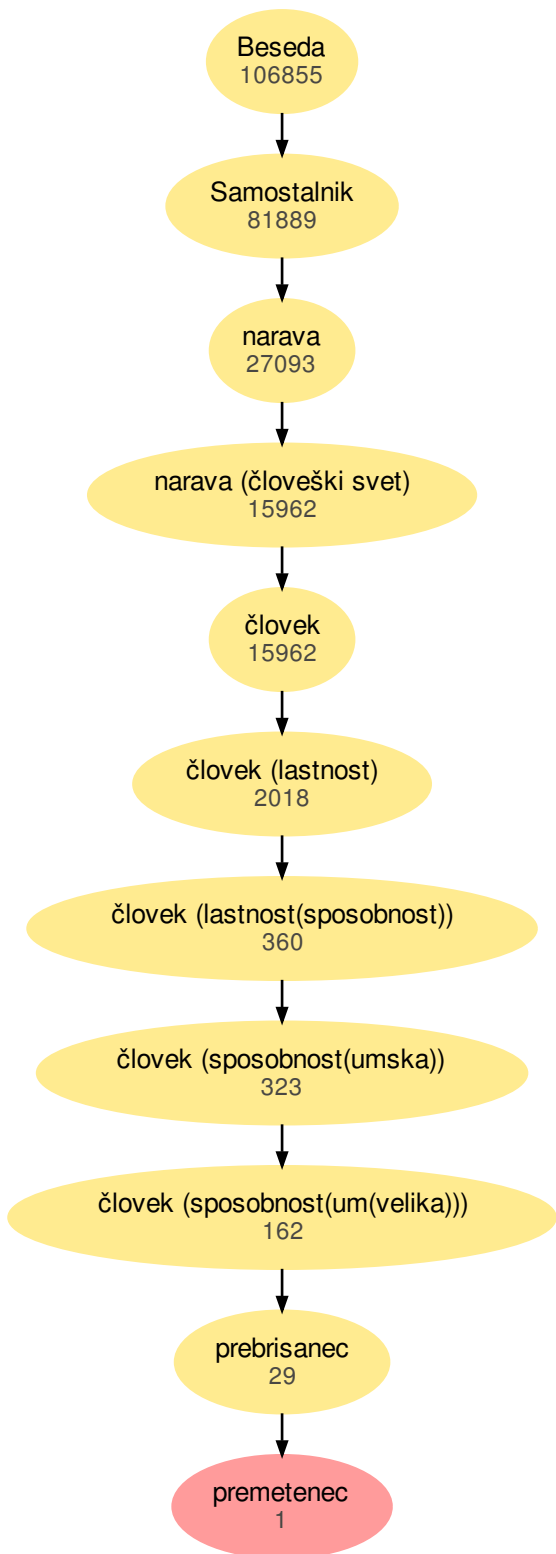 Beseda
106855
Samostalnik
81889
narava
27093
narava (človeški svet)
15962
človek
15962
človek (lastnost)
2018
človek (lastnost(sposobnost))
360
človek (sposobnost(umska))
323
človek (sposobnost(um(velika)))
162
prebrisanec
29
premetenec
1